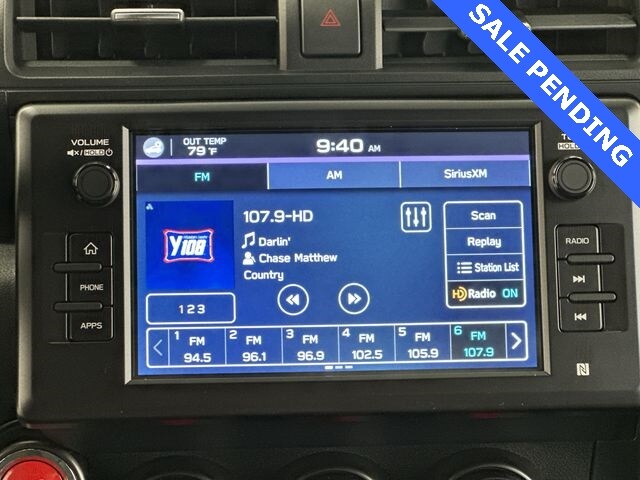 SALE PENDING
VOLUME
/ HOLD
OUT TEMP
79°F
9:40 AM
HOLD
FM
AM
SiriusXM
Y108
107.9-HD
Darlin'
Chase Matthew
Country
Scan
Replay
Station List
HD Radio ON
1 2 3
1 FM 94.5
2 FM 96.1
3 FM 96.9
4 FM 102.5
5 FM 105.9
6 FM 107.9
PHONE
APPS
RADIO